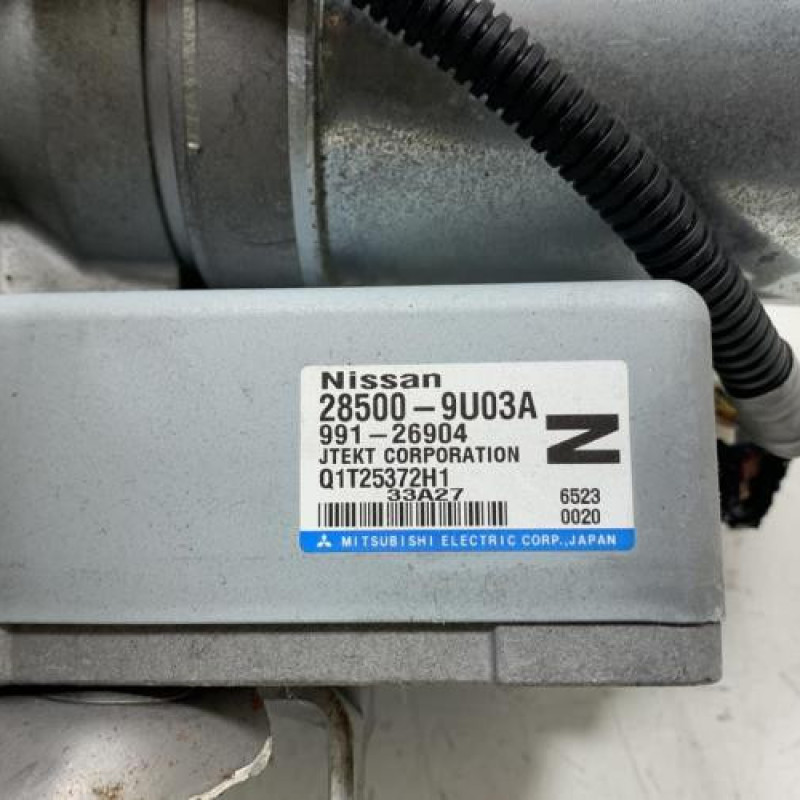 Nissan
28500-9U03A
991-26904
JTEKT CORPORATION
Q1T25372H1
33A27
N
6523
0020
MITSUBISHI ELECTRIC CORP.,JAPAN